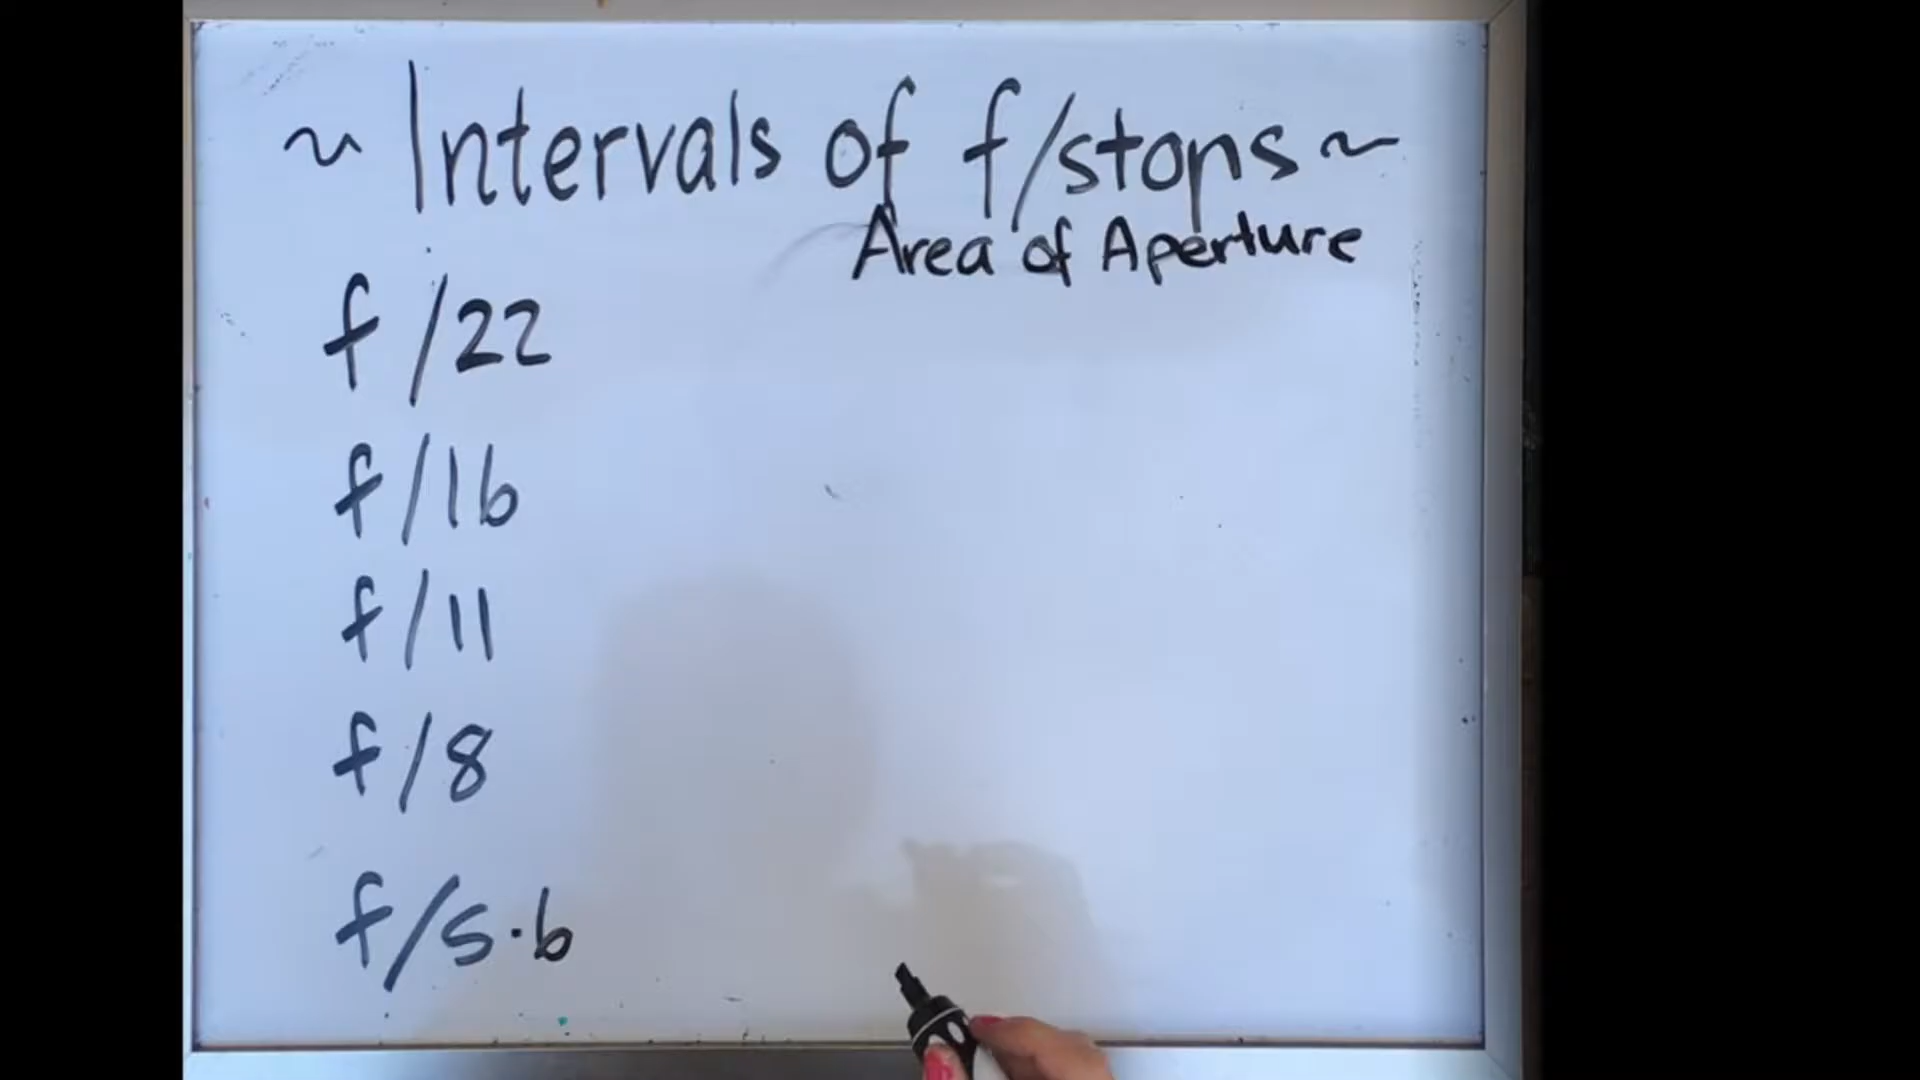 ~ Intervals of f/stops ~
Area of Aperture
f/22
f/16
f/11
f/8
f/5.6